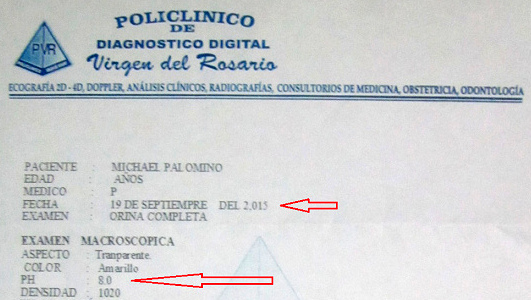 PVR
POLICLINICO
DE
DIAGNOSTICO DIGITAL
Virgen del Rosario
ECOGRAFÍA 2D - 4D, DOPPLER, ANÁLISIS CLÍNICOS, RADIOGRAFÍAS, CONSULTORIOS DE MEDICINA, OBSTETRICIA, ODONTOLOGÍA
PACIENTE : MICHAEL PALOMINO
EDAD : AÑOS
MEDICO : P
FECHA : 19 DE SEPTIEMPRE DEL 2,015
EXAMEN : ORINA COMPLETA
EXAMEN MACROSCOPICA
ASPECTO : Tranparente.
COLOR : Amarillo
PH : 8.0
DENSIDAD : 1020